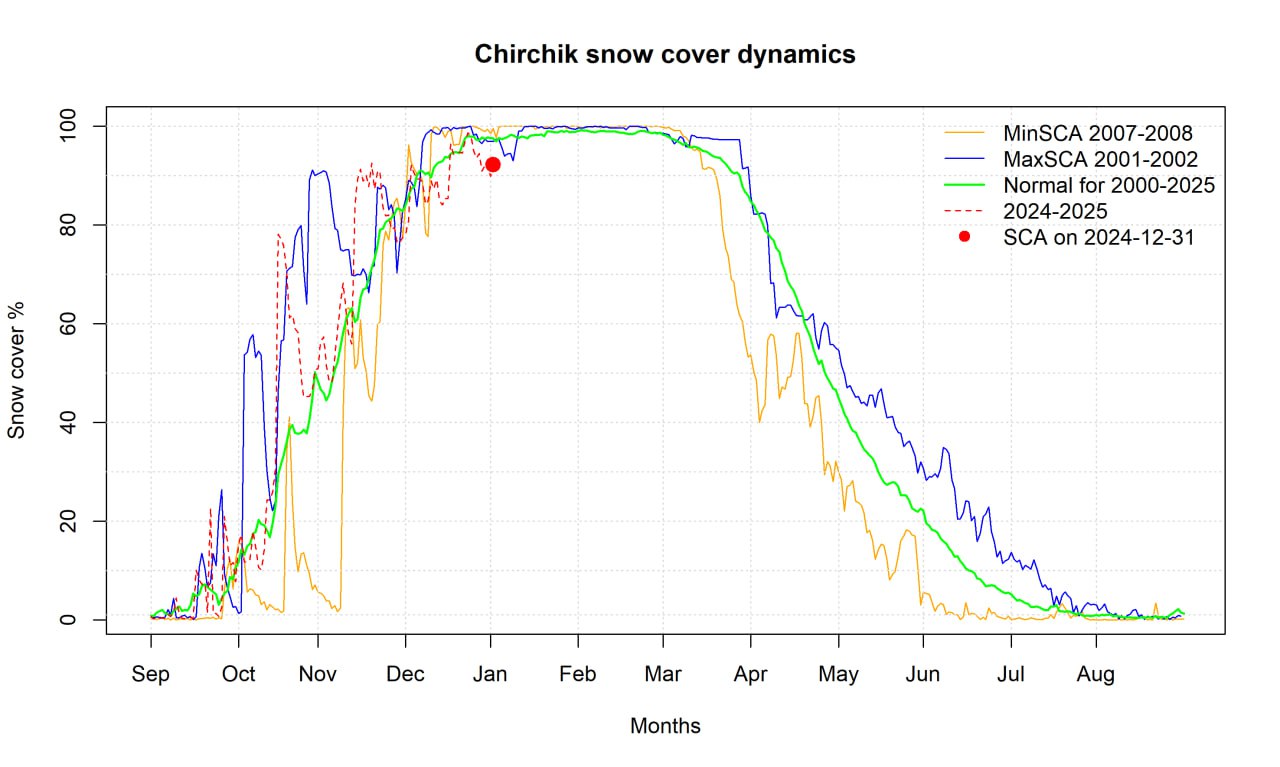 Chirchik snow cover dynamics
MinSCA 2007-2008
MaxSCA 2001-2002
Normal for 2000-2025
2024-2025
SCA on 2024-12-31
Snow cover %
100
80
60
40
20
0
Sep Oct Nov Dec Jan Feb Mar Apr May Jun Jul Aug
Months